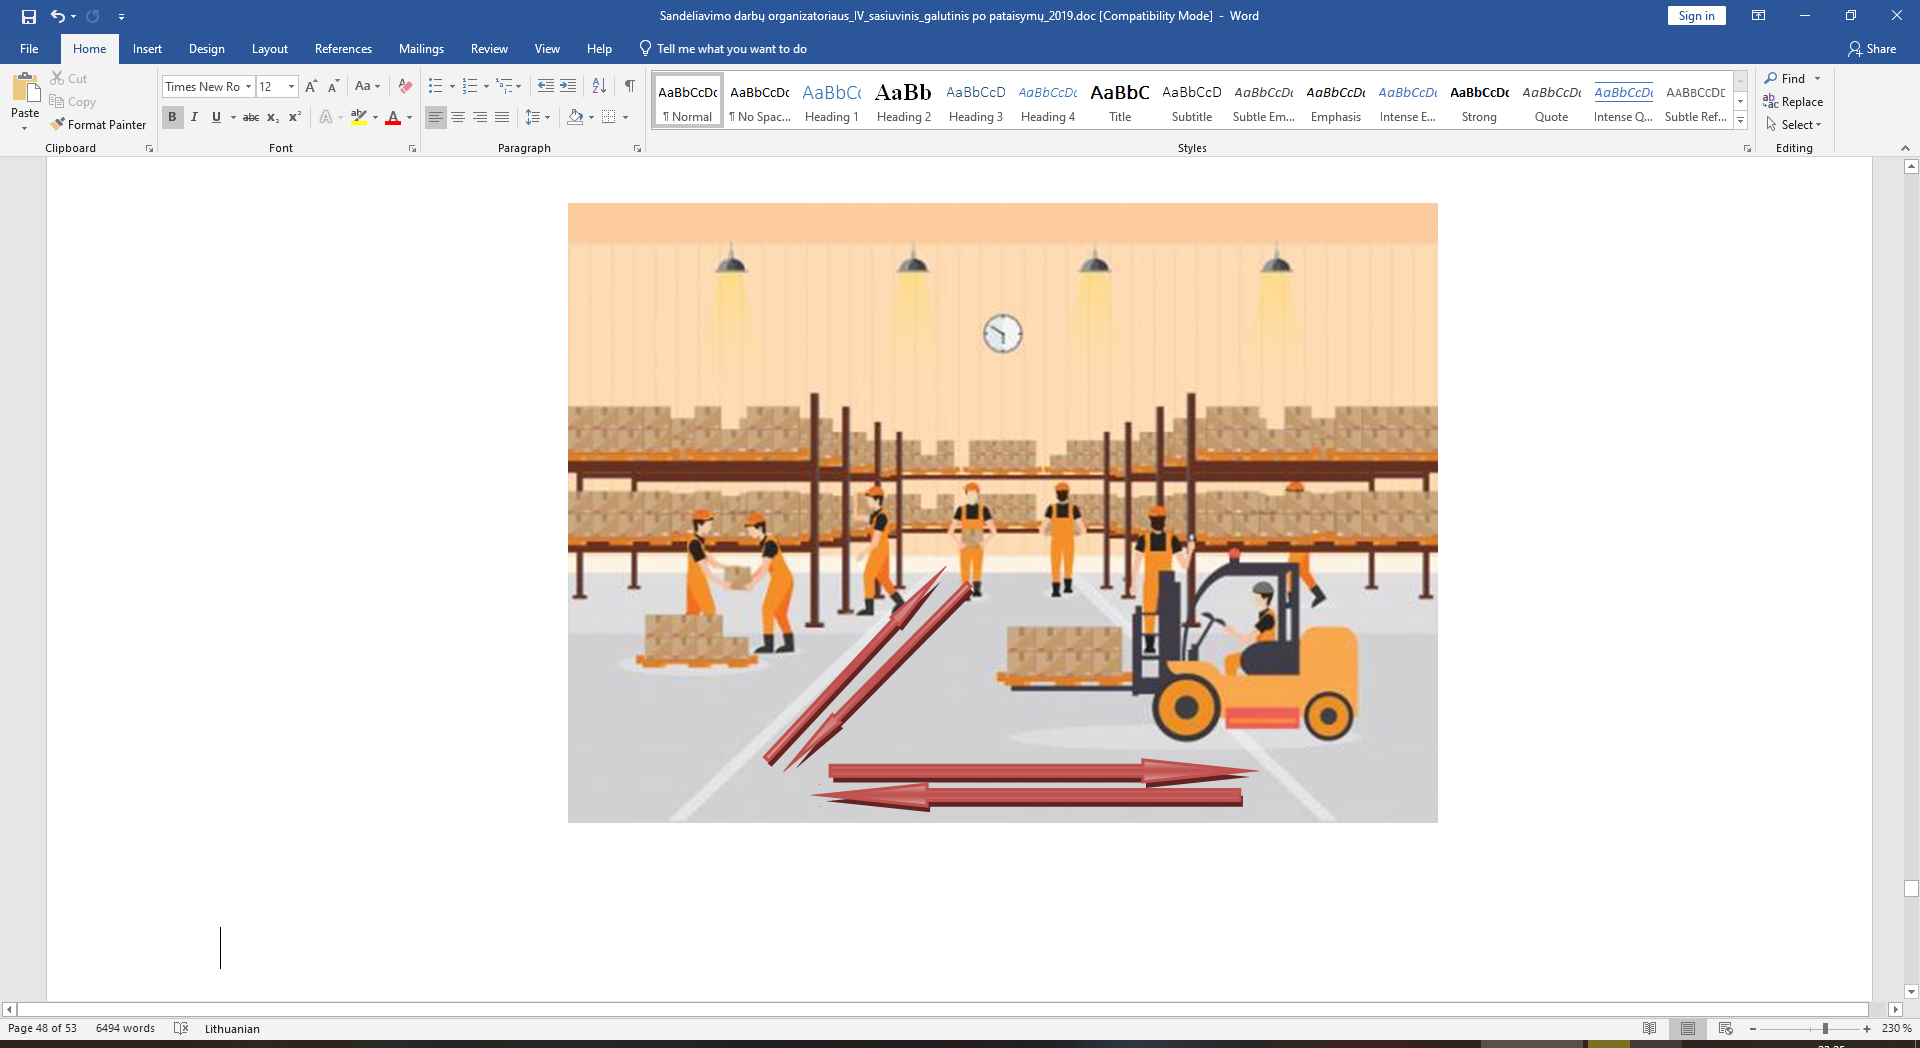 Sandėliavimo darbų organizatoriaus_IV_sasiuvinis_galutinis po pataisymų_2019.doc [Compatibility Mode] - Word
Sign in
File Home Insert Design Layout References Mailings Review View Help Tell me what you want to do
Share
Paste
Cut
Copy
Format Painter
Clipboard
Times New Ro 12
Font
Paragraph
AaBbCcDc AaBbCcDc AaBbCc AaBb AaBbCcD AaBbCcDc AaBbC AaBbCcD AaBbCcDc AaBbCcDc AaBbCcDc AaBbCcDc AaBbCcDc AaBbCcDc AABBCCDE
¶ Normal ¶ No Spac... Heading 1 Heading 2 Heading 3 Heading 4 Title Subtitle Subtle Em... Emphasis Intense E... Strong Quote Intense Q... Subtle Ref...
Styles
Find
Replace
Select
Editing
Page 48 of 53 6494 words Lithuanian
230 %